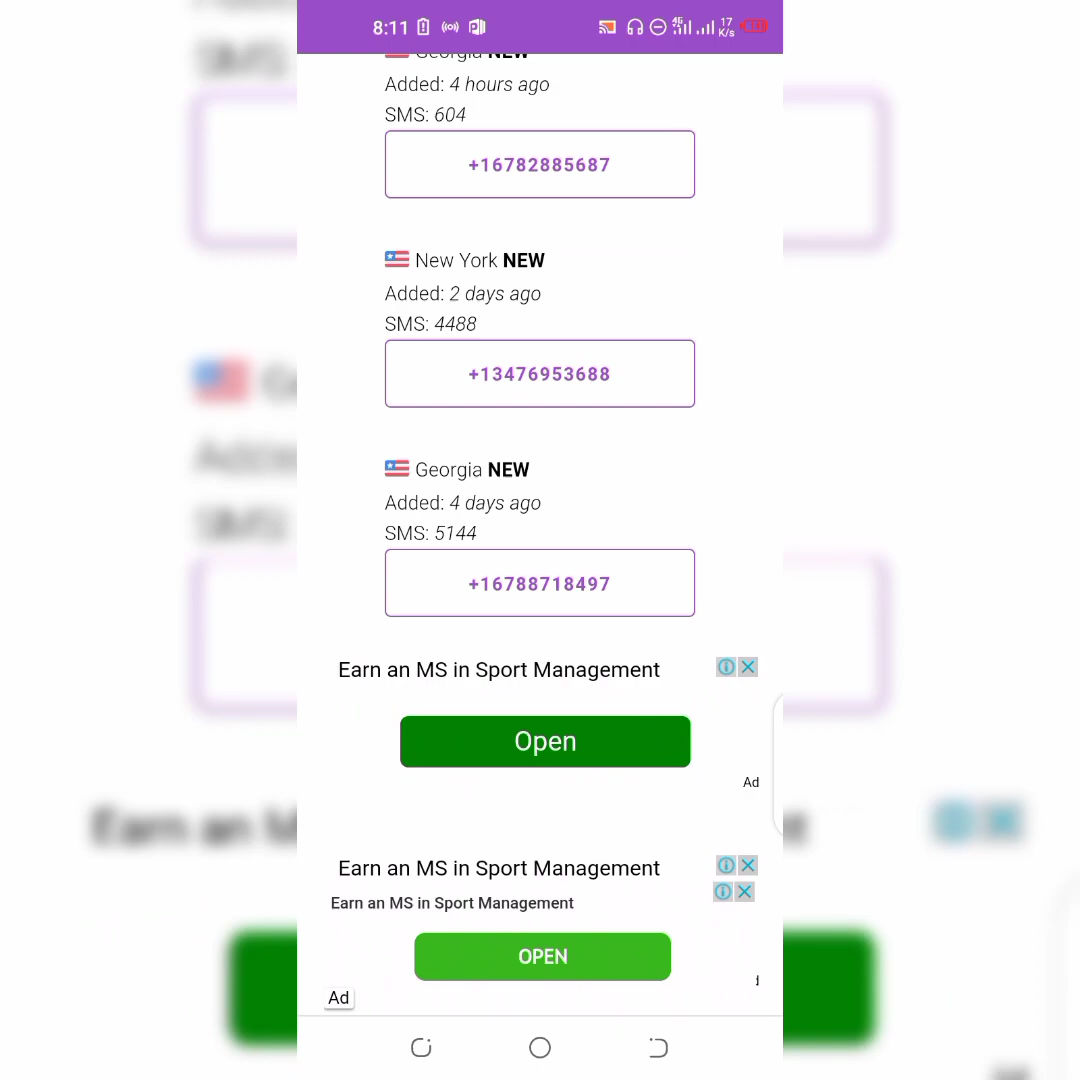 8:11
4G
17
K/s
Georgia NEW
Added: 4 hours ago
SMS: 604
+16782885687
New York NEW
Added: 2 days ago
SMS: 4488
+13476953688
Georgia NEW
Added: 4 days ago
SMS: 5144
+16788718497
Earn an MS in Sport Management
Open
Ad
Earn an MS in Sport Management
Earn an MS in Sport Management
OPEN
Ad